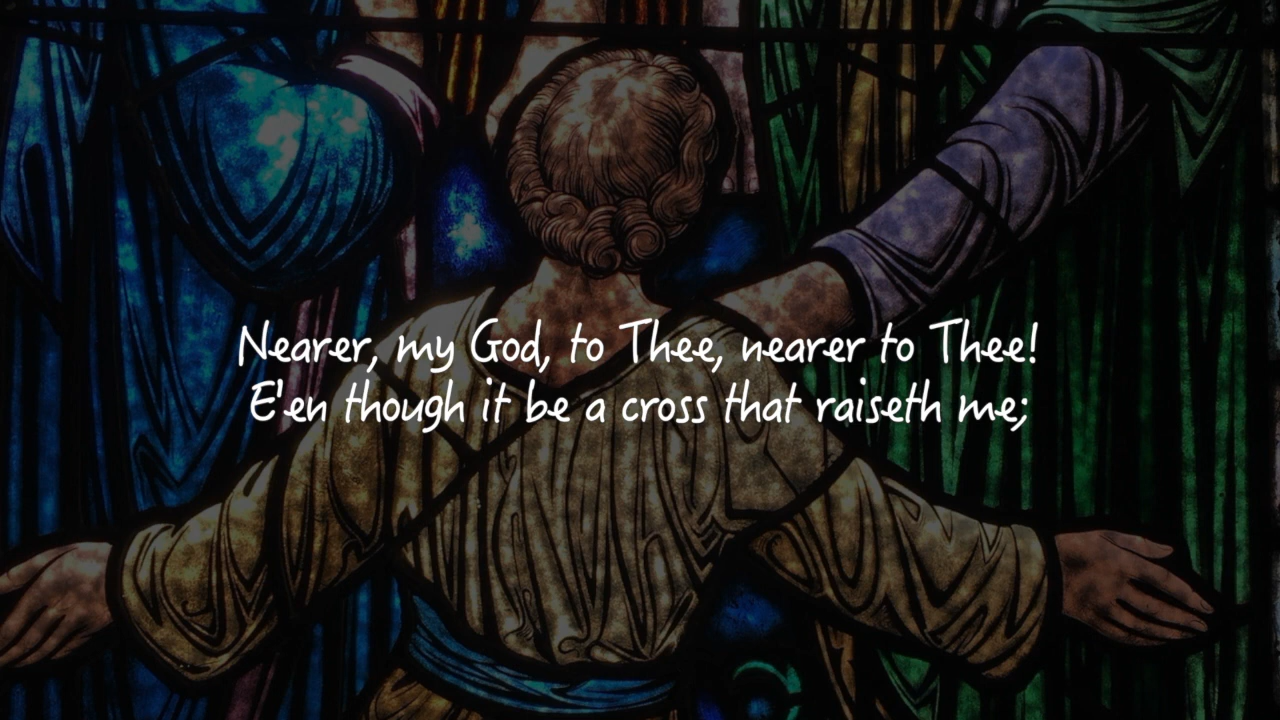 Nearer, my God, to Thee, nearer to Thee!
E'en though it be a cross that raiseth me;